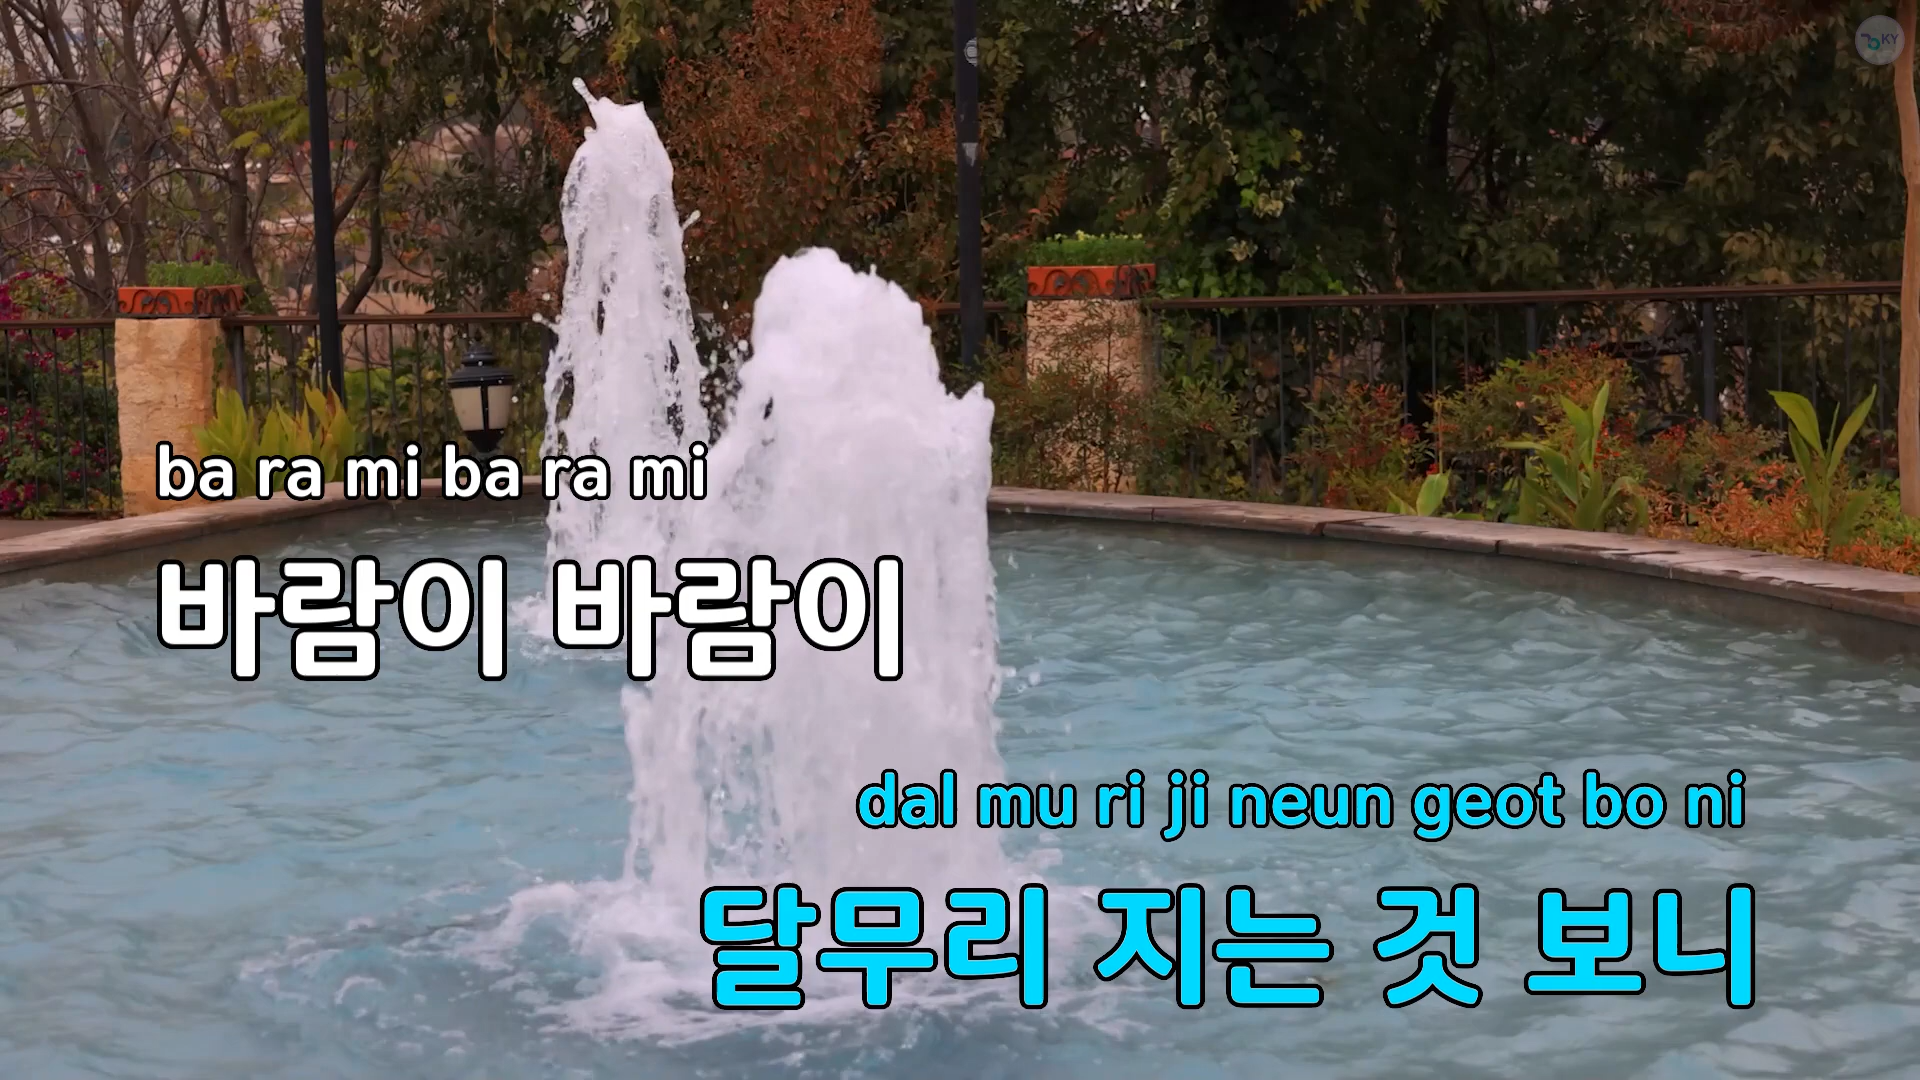 KY
ba ra mi ba ra mi
바람이 바람이
dal mu ri ji neun geot bo ni
달무리 지는 것 보니